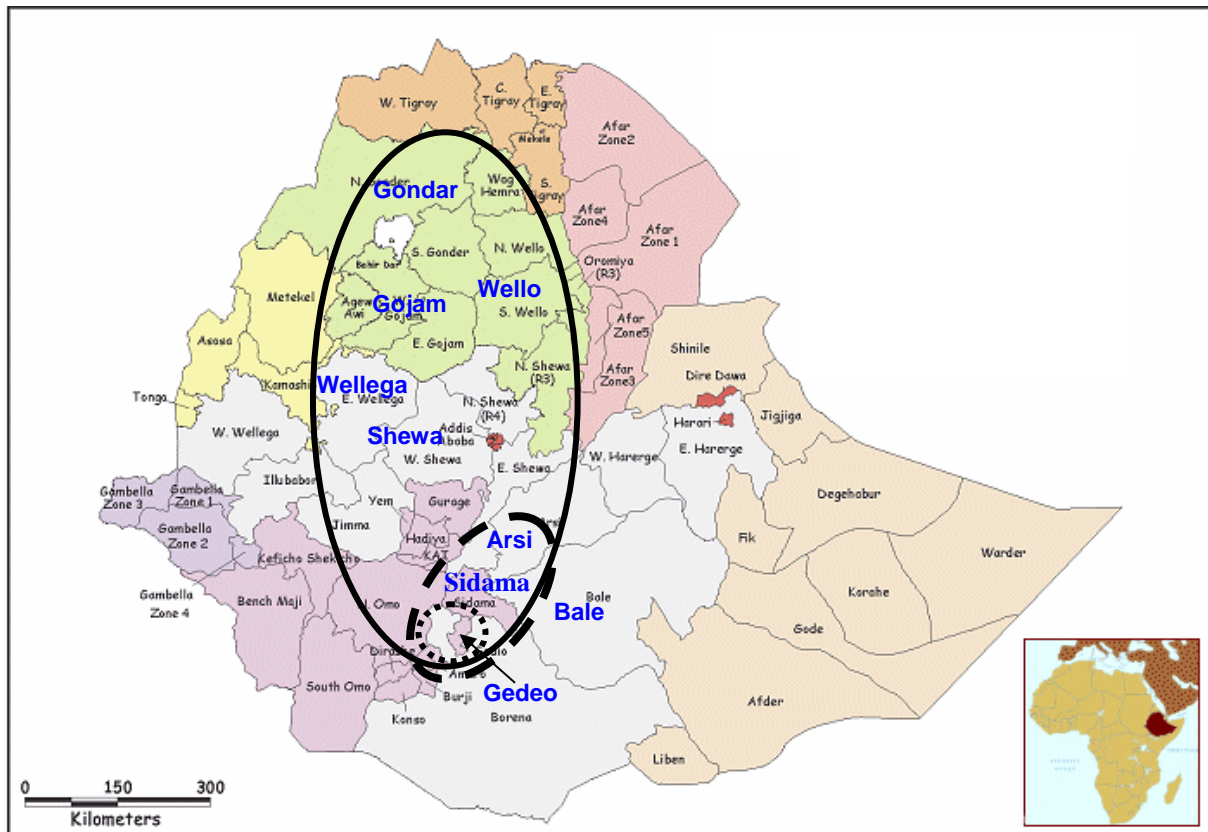 W. Tigray
C.
Tigray
E.
Tigray
Mekele
S.
Tigray
Afar
Zone2
N. Gonder
Gondar
Wag
Hemra
Afar
Zone4
Afar
Zone 1
Oromiya
(R3)
S. Gonder
N. Wello
Bahir Dar
Metekel
Agew
Awi
Gojam
Gojam
Wello
S. Wello
E. Gojam
Afar
Zone5
Asosa
Shinile
N. Shewa
(R3)
Afar
Zone3
Dire Dawa
Kamashi
Wellega
E. Wellega
Tonga
N. Shewa
(R4)
Jigjiga
Harari
W. Wellega
Shewa
Addis
Ababa
W. Shewa
E. Shewa
W. Harerge
E. Harerge
Illubabor
Yem
Gurage
Gambella
Zone 3
Gambella
Zone 1
Degehabur
Jimma
Gambella
Zone 2
Hadiya
KAT
Arsi
Fik
Warder
Keficho Shekicho
Sidama
Sidama
Gambella
Zone 4
Bench Maji
N. Omo
Bale
Bale
Korahe
Gode
Burji
Gedeo
South Omo
Konso
Borena
Afder
Liben
0 150 300
Kilometers